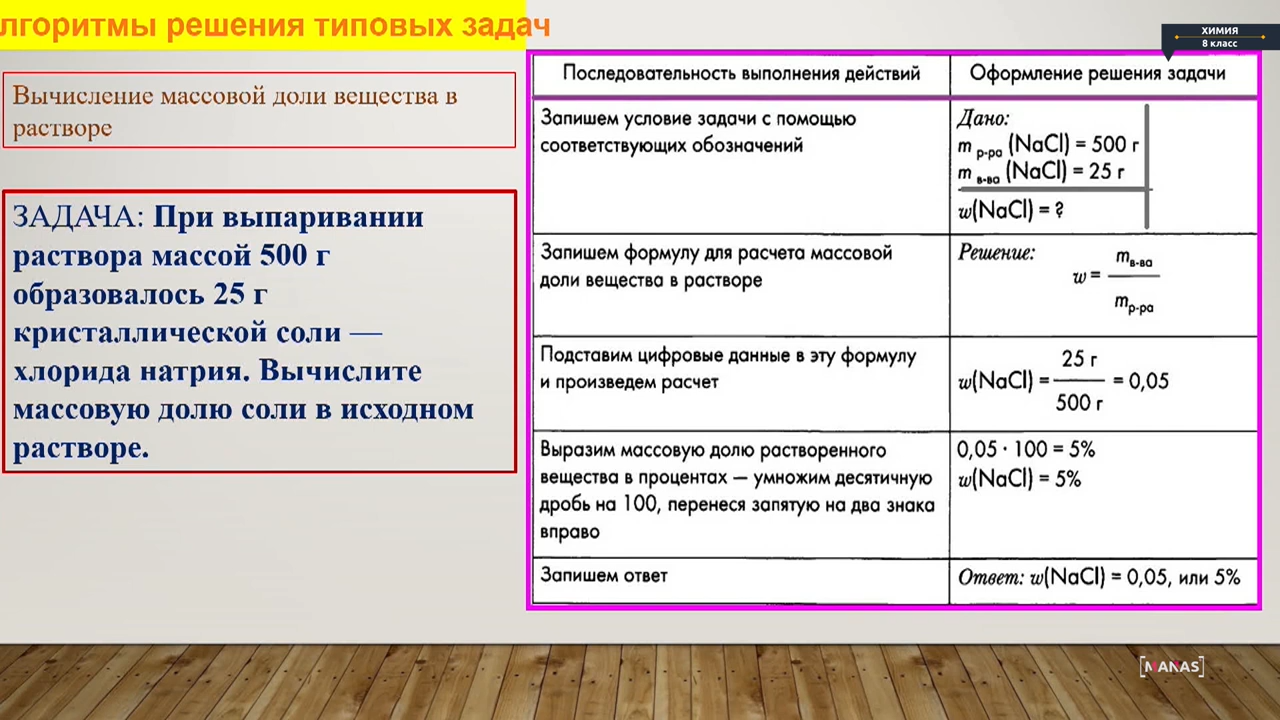 лгоритмы решения типовых задач
ХИМИЯ
8 класс
Вычисление массовой доли вещества в
растворе
ЗАДАЧА: При выпаривании
раствора массой 500 г
образовалось 25 г
кристаллической соли —
хлорида натрия. Вычислите
массовую долю соли в исходном
растворе.
Последовательность выполнения действий
Оформление решения задачи
Запишем условие задачи с помощью
соответствующих обозначений
Дано:
m р-ра (NaCl) = 500 г
m в-ва (NaCl) = 25 г
w(NaCl) = ?
Запишем формулу для расчета массовой
доли вещества в растворе
Решение:
w = mв-ва / mр-ра
Подставим цифровые данные в эту формулу
и произведем расчет
w(NaCl) = 25 г / 500 г = 0,05
Выразим массовую долю растворенного
вещества в процентах — умножим десятичную
дробь на 100, перенеся запятую на два знака
вправо
0,05 · 100 = 5%
w(NaCl) = 5%
Запишем ответ
Ответ: w(NaCl) = 0,05, или 5%
[MANAS]